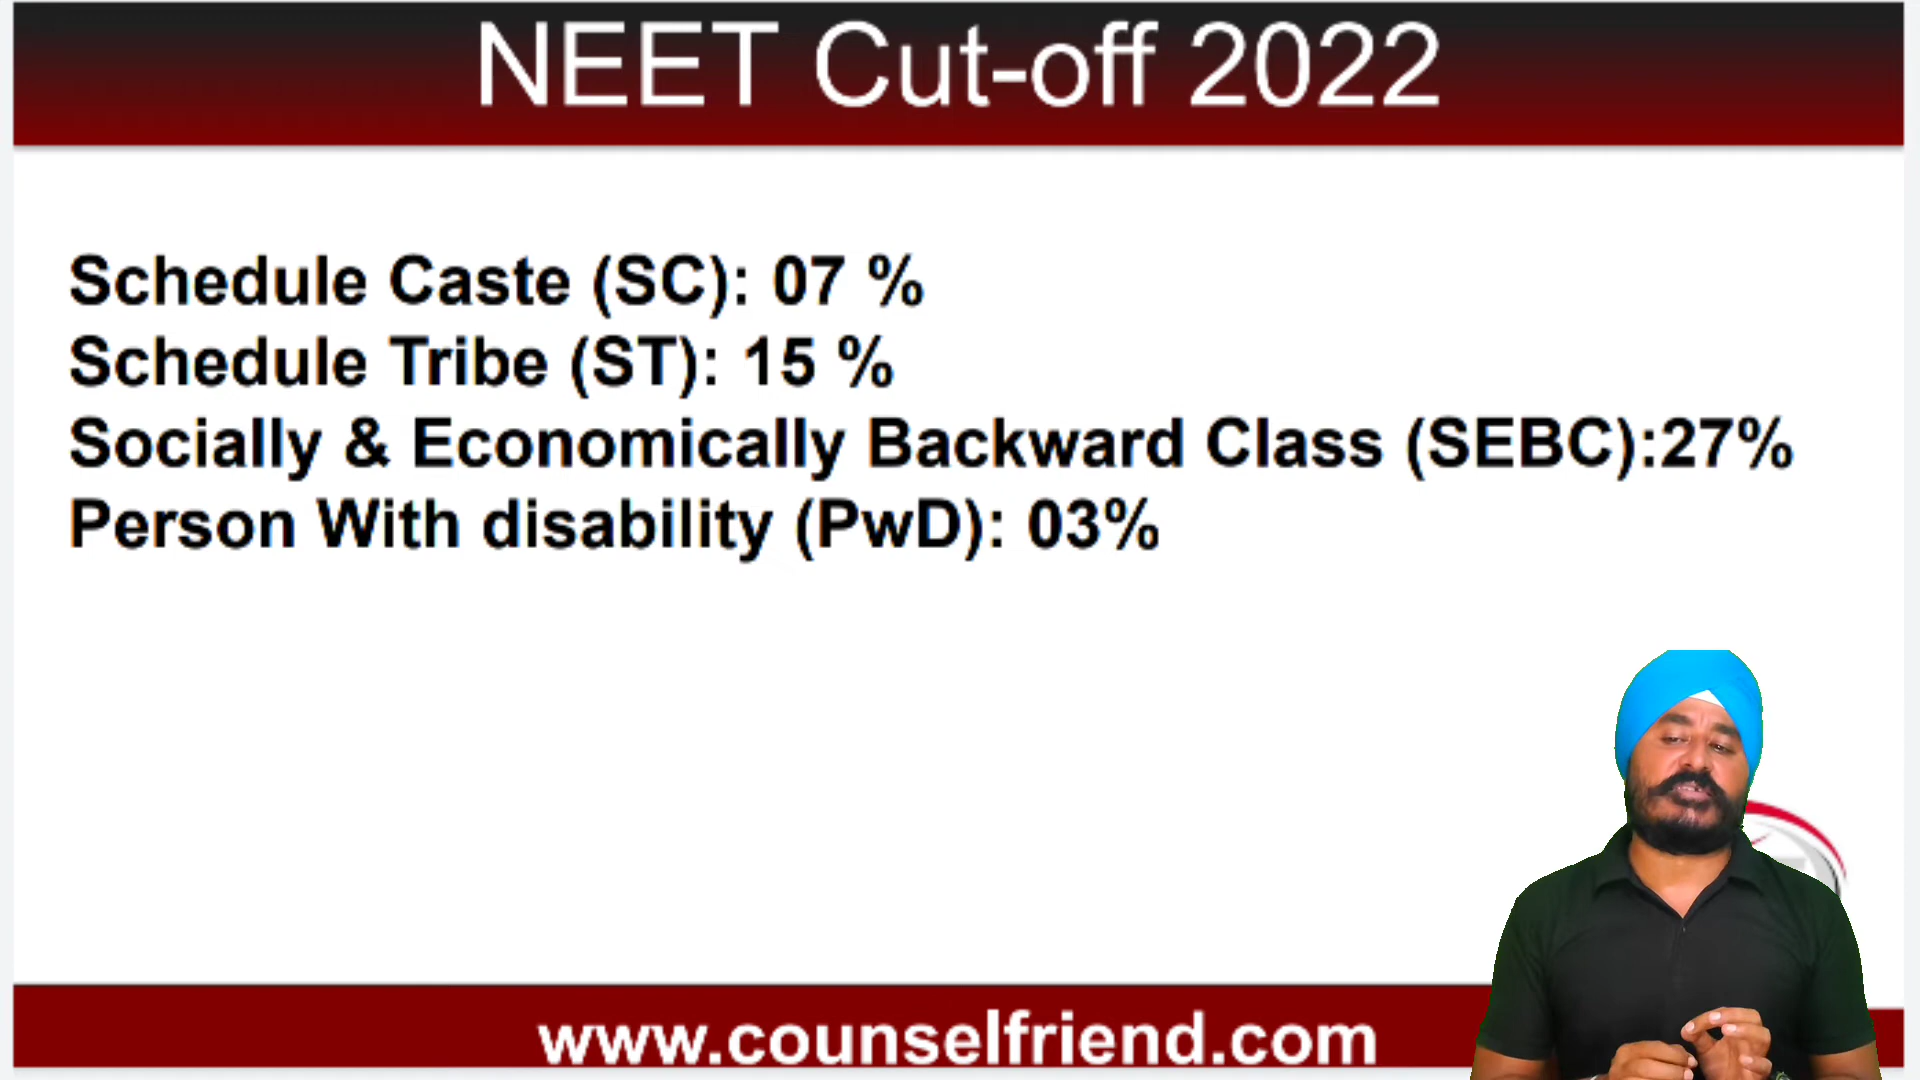 NEET Cut-off 2022
Schedule Caste (SC): 07 %
Schedule Tribe (ST): 15 %
Socially & Economically Backward Class (SEBC):27%
Person With disability (PwD): 03%
www.counselfriend.com